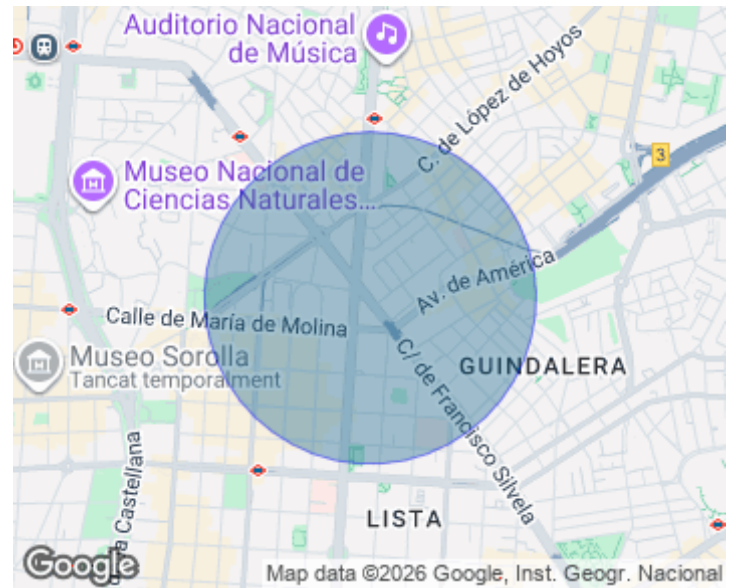 Auditorio Nacional
de Música
C. de López de Hoyos
3
Museo Nacional de
Ciencias Naturales...
Av. de América
Calle de María de Molina
Museo Sorolla
Tancat temporalment
GUINDALERA
C/ de Francisco Silvela
a Castellana
LISTA
Google
Map data ©2026 Google, Inst. Geogr. Nacional